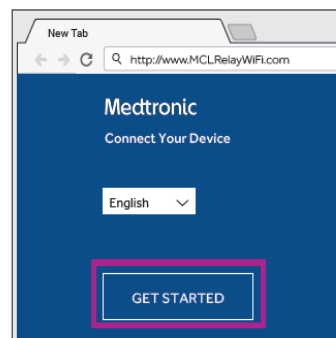 New Tab
http://www.MCLRelayWiFi.com
Medtronic
Connect Your Device
English
GET STARTED